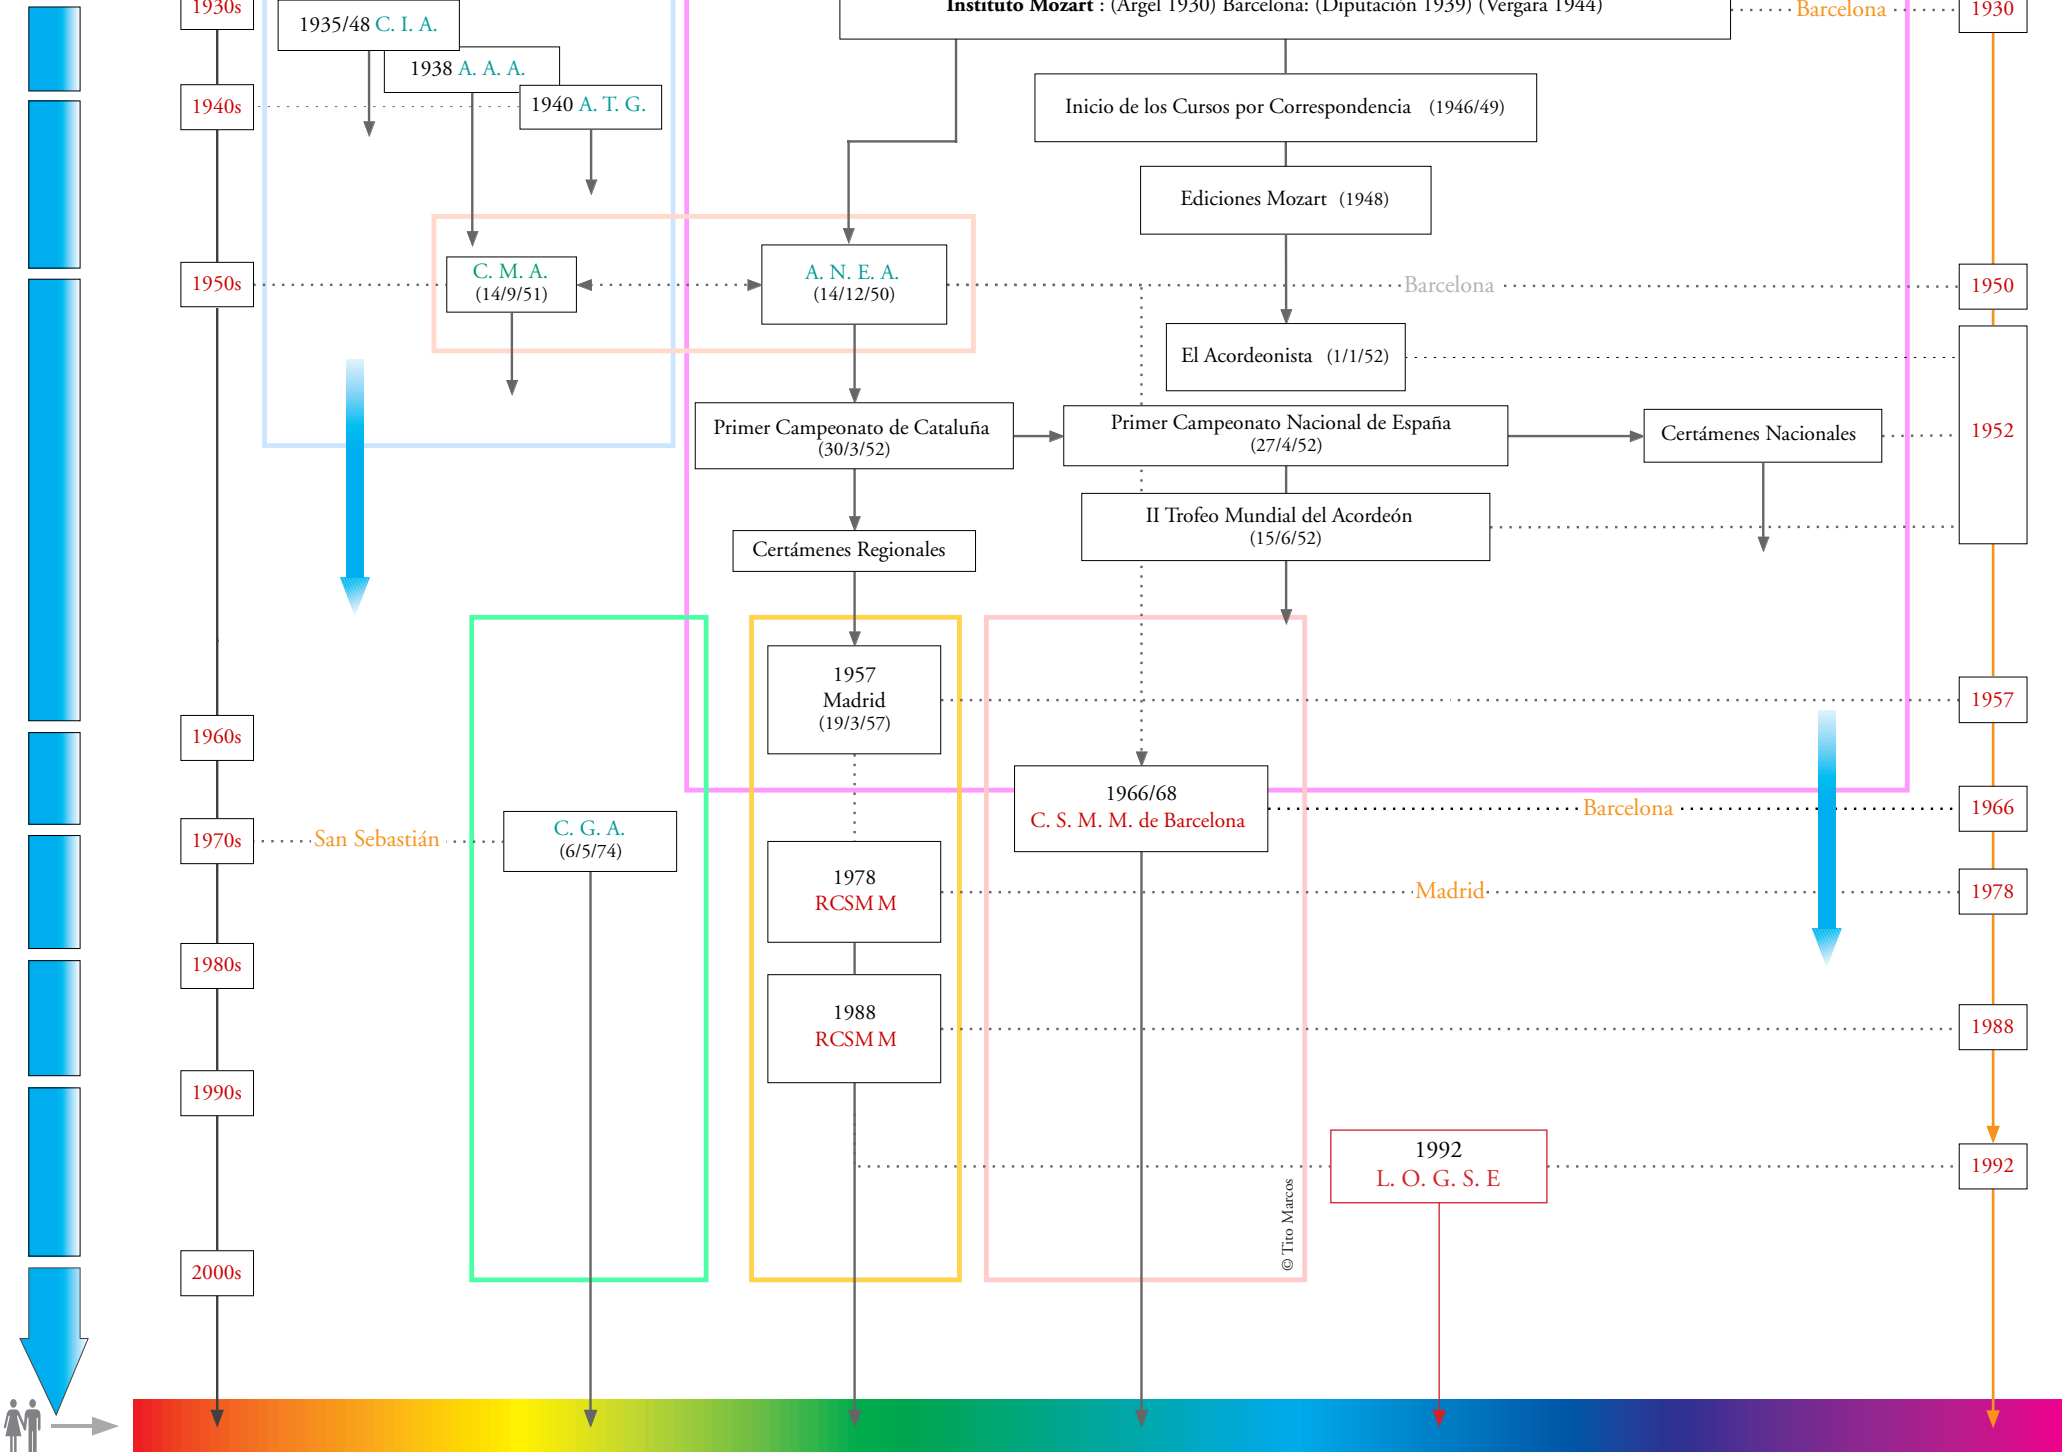 1930s
1935/48 C. I. A.
Instituto Mozart : (Argel 1930) Barcelona: (Diputación 1939) (Vergara 1944)
Barcelona
1930
1938 A. A. A.
1940s
1940 A. T. G.
Inicio de los Cursos por Correspondencia (1946/49)
Ediciones Mozart (1948)
1950s
C. M. A.
(14/9/51)
A. N. E. A.
(14/12/50)
Barcelona
1950
El Acordeonista (1/1/52)
Primer Campeonato de Cataluña
(30/3/52)
Primer Campeonato Nacional de España
(27/4/52)
Certámenes Nacionales
1952
II Trofeo Mundial del Acordeón
(15/6/52)
Certámenes Regionales
1957
Madrid
(19/3/57)
1957
1960s
1966/68
C. S. M. M. de Barcelona
Barcelona
1966
1970s
San Sebastián
C. G. A.
(6/5/74)
1978
RCSM M
Madrid
1978
1980s
1988
RCSM M
1988
1990s
1992
L. O. G. S. E
1992
© Tito Marcos
2000s